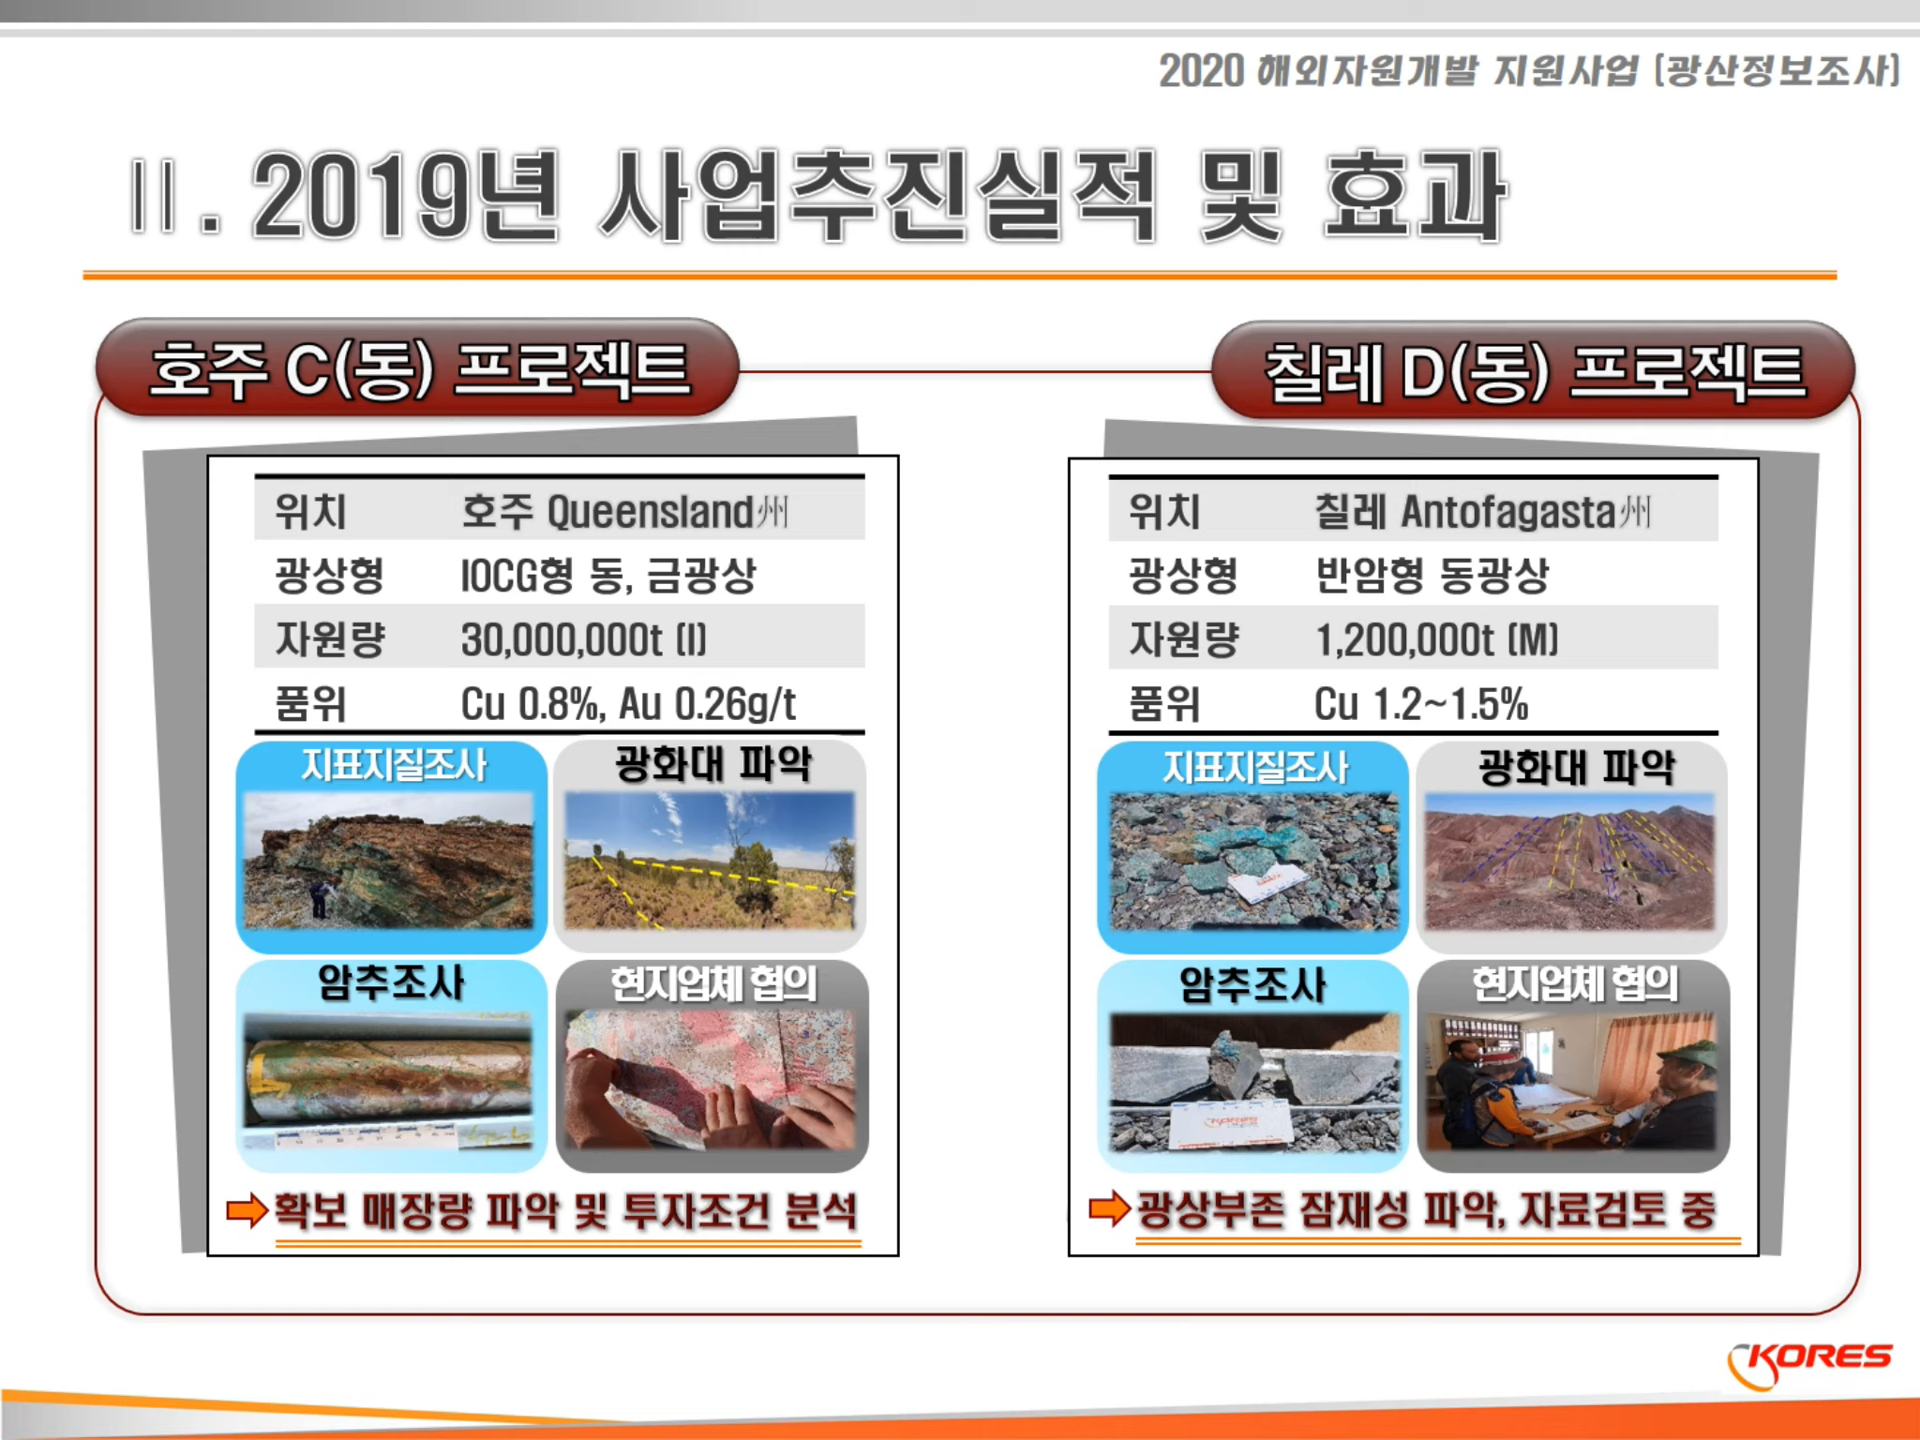 2020 해외자원개발 지원사업 (광산정보조사)
Ⅱ. 2019년 사업추진실적 및 효과
호주 C(동) 프로젝트
위치 호주 Queensland州
광상형 IOCG형 동, 금광상
자원량 30,000,000t (I)
품위 Cu 0.8%, Au 0.26g/t
지표지질조사 광화대 파악
암추조사 현지업체 협의
확보 매장량 파악 및 투자조건 분석
칠레 D(동) 프로젝트
위치 칠레 Antofagasta州
광상형 반암형 동광상
자원량 1,200,000t (M)
품위 Cu 1.2~1.5%
지표지질조사 광화대 파악
암추조사 현지업체 협의
KORES
광상부존 잠재성 파악, 자료검토 중
KORES